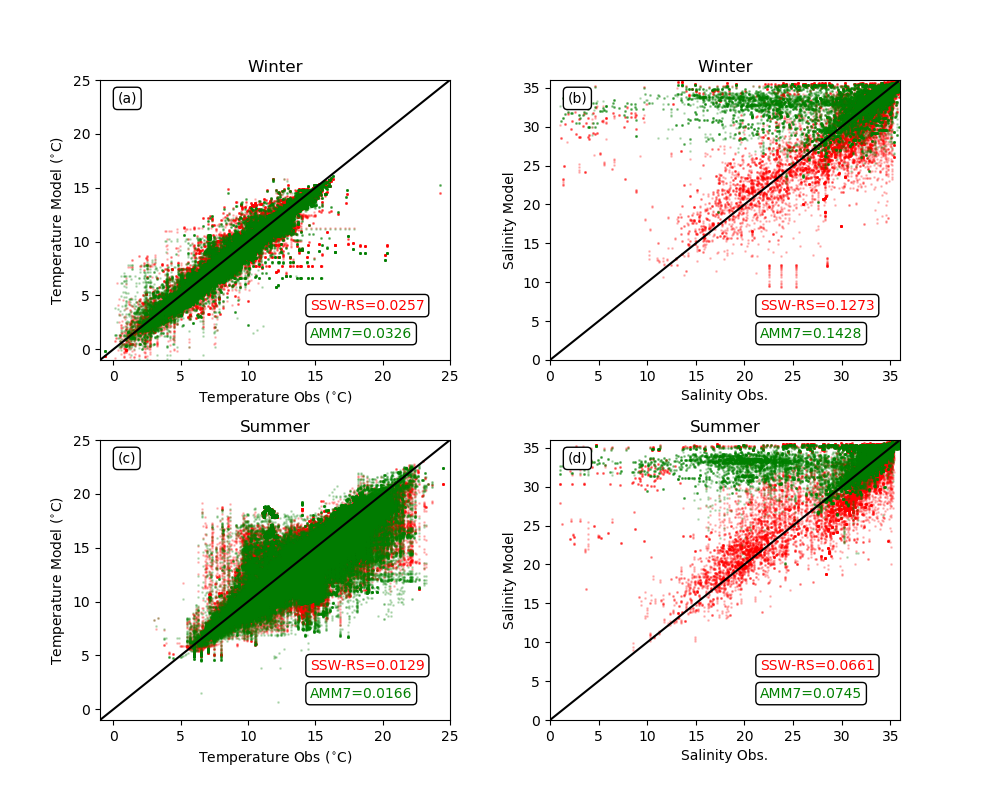 Winter
(a)
25
20
15
10
5
0
Temperature Model (°C)
SSW-RS=0.0257
AMM7=0.0326
0 5 10 15 20 25
Temperature Obs (°C)
Winter
(b)
35
30
25
20
15
10
5
0
Salinity Model
SSW-RS=0.1273
AMM7=0.1428
0 5 10 15 20 25 30 35
Salinity Obs.
Summer
(c)
25
20
15
10
5
0
Temperature Model (°C)
SSW-RS=0.0129
AMM7=0.0166
0 5 10 15 20 25
Temperature Obs (°C)
Summer
(d)
35
30
25
20
15
10
5
0
Salinity Model
SSW-RS=0.0661
AMM7=0.0745
0 5 10 15 20 25 30 35
Salinity Obs.